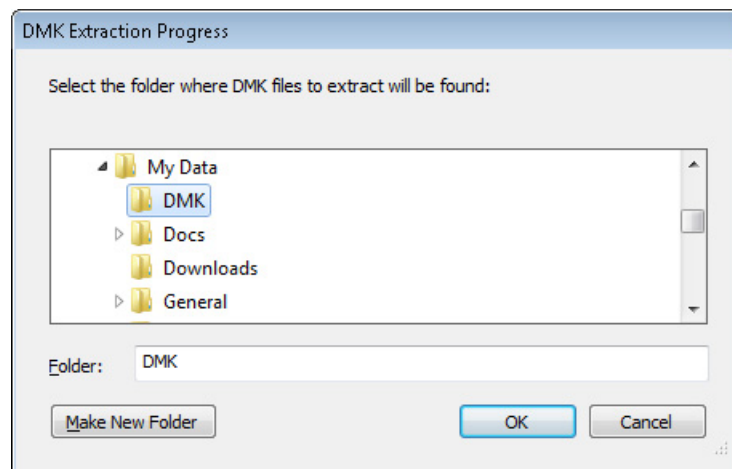 DMK Extraction Progress
Select the folder where DMK files to extract will be found:
My Data
DMK
Docs
Downloads
General
Folder: DMK
Make New Folder OK Cancel